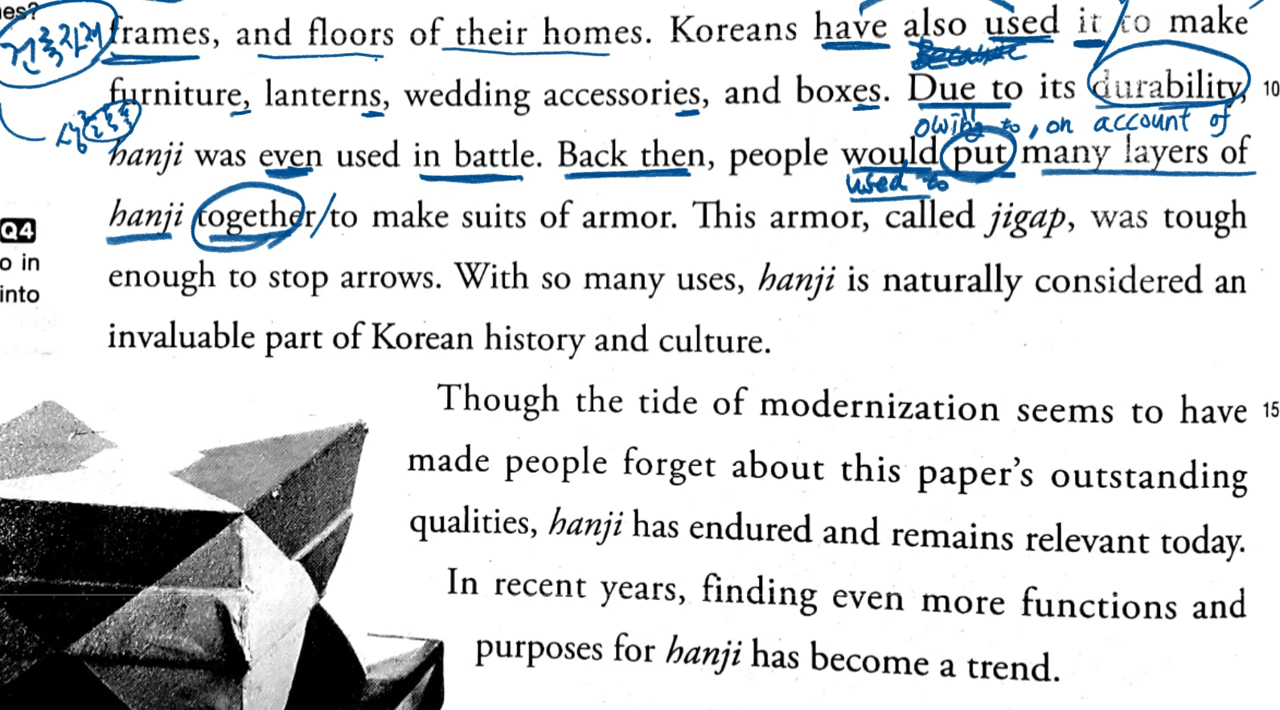 es?
건축자재
frames, and floors of their homes. Koreans have also used it to make
furniture, lanterns, wedding accessories, and boxes. Due to its durability, 10
owing to, on account of
hanji was even used in battle. Back then, people would put many layers of
used to
hanji together/to make suits of armor. This armor, called jigap, was tough
Q4
o in
enough to stop arrows. With so many uses, hanji is naturally considered an
into
invaluable part of Korean history and culture.
Though the tide of modernization seems to have 15
made people forget about this paper's outstanding
qualities, hanji has endured and remains relevant today.
In recent years, finding even more functions and
purposes for hanji has become a trend.